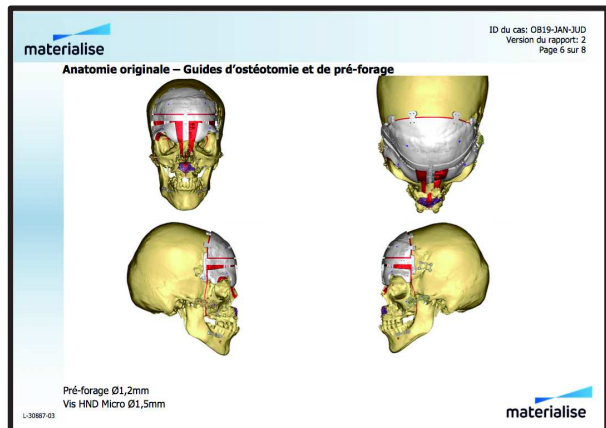 materialise
ID du cas: OB19-JAN-JUD
Version du rapport: 2
Page 6 sur 8
Anatomie originale – Guides d'ostéotomie et de pré-forage
Pré-forage Ø1,2mm
Vis HND Micro Ø1,5mm
L-30887-03
materialise